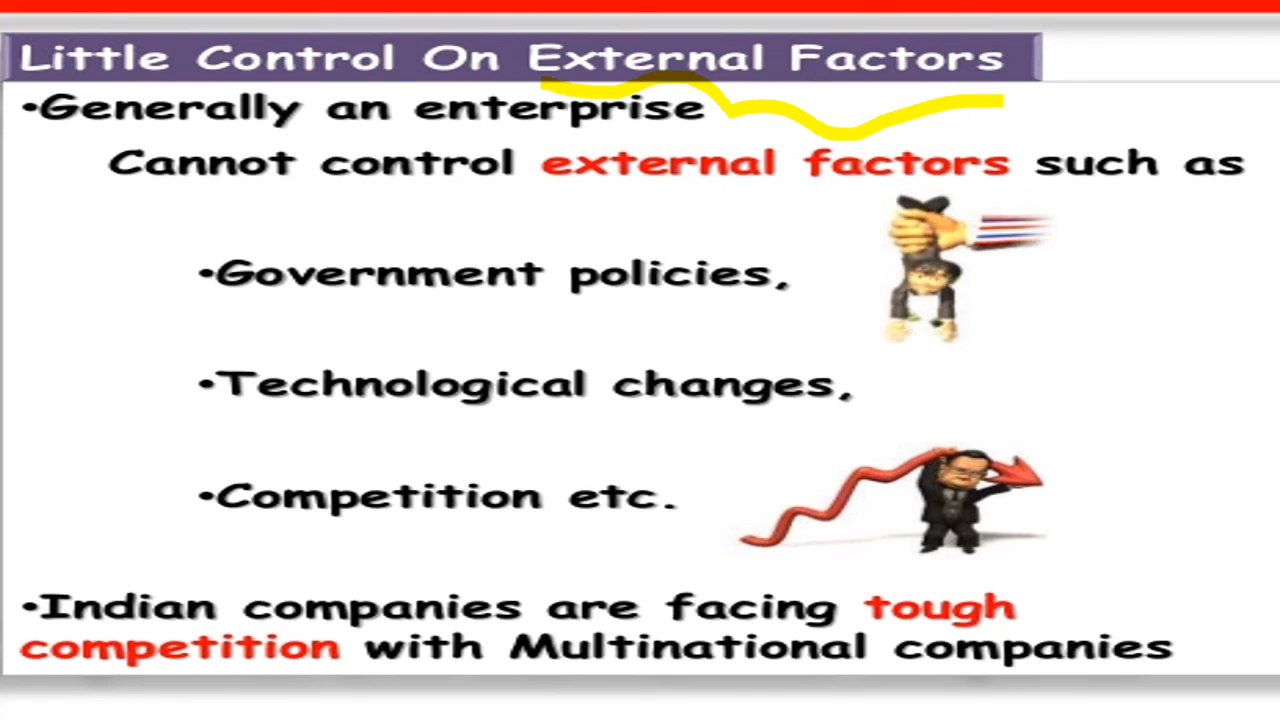 Little Control On External Factors
•Generally an enterprise
Cannot control external factors such as
•Government policies,
•Technological changes,
•Competition etc.
•Indian companies are facing tough
competition with Multinational companies